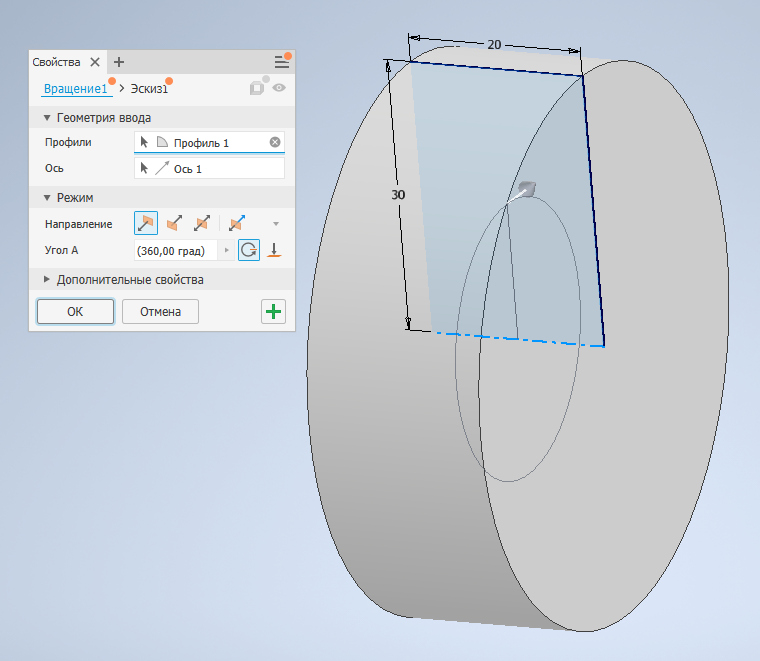 Свойства
Вращение1 > Эскиз1
Геометрия ввода
Профили Профиль 1
Ось Ось 1
Режим
Направление
Угол A (360,00 град)
Дополнительные свойства
ОК Отмена
20
30